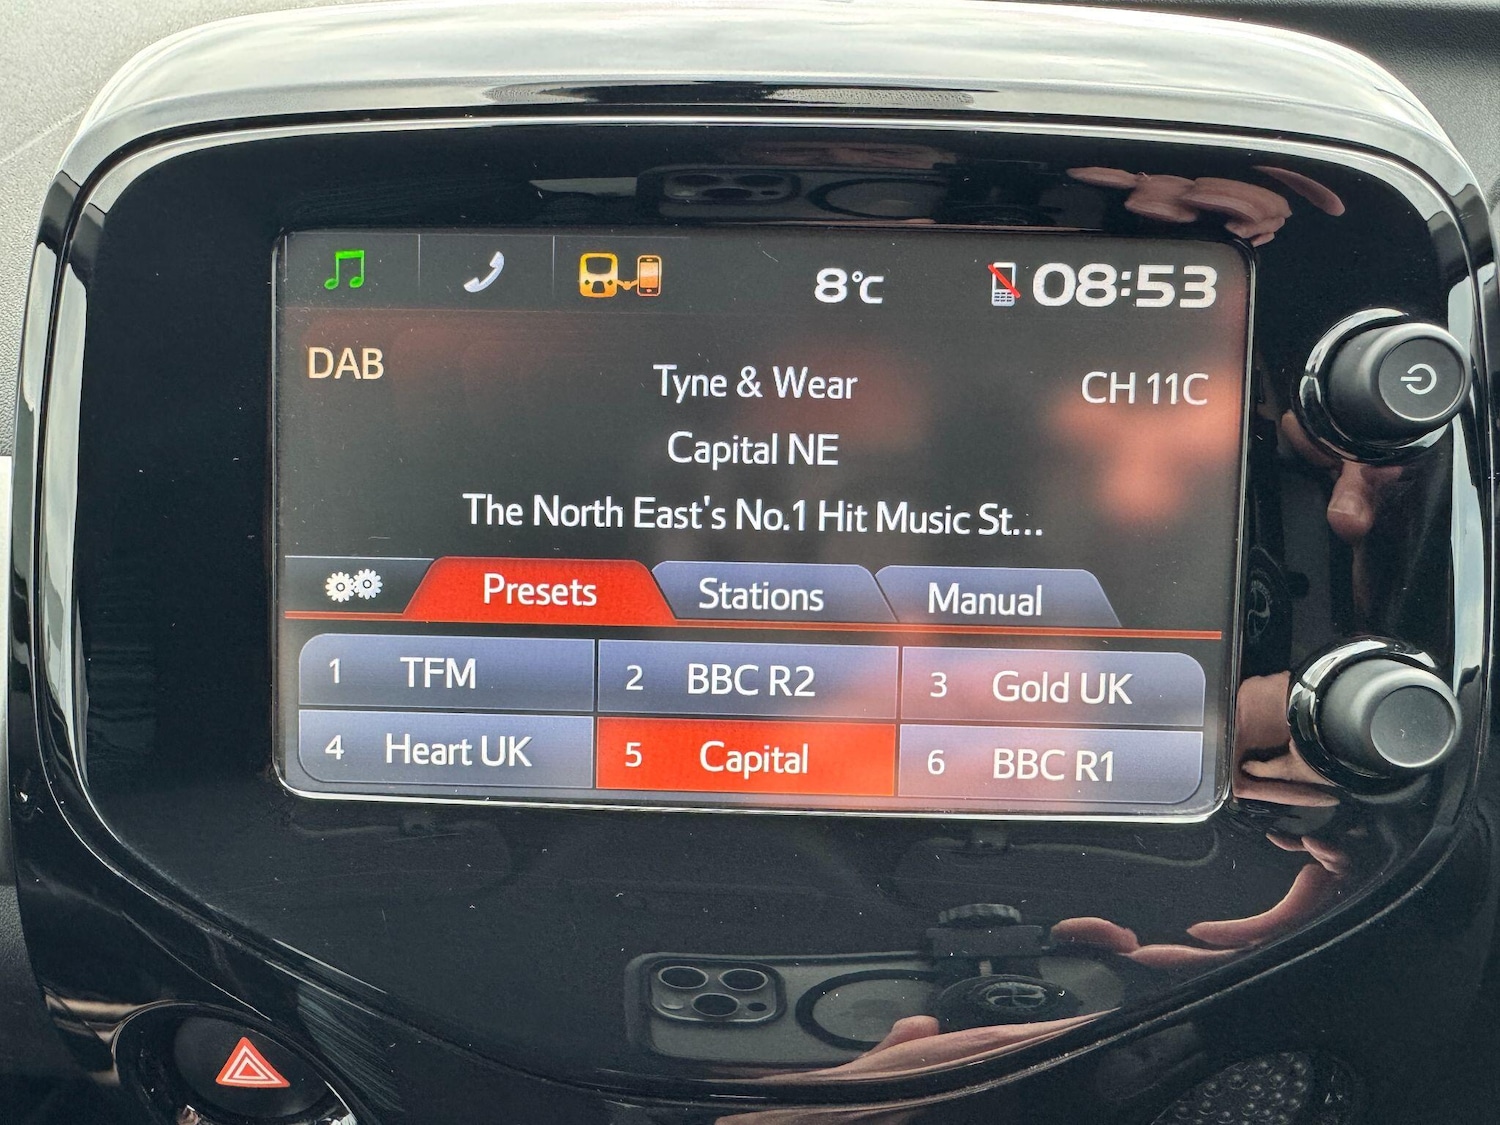 8°C
08:53
DAB
Tyne & Wear
CH 11C
Capital NE
The North East's No.1 Hit Music St...
Presets
Stations
Manual
1 TFM
2 BBC R2
3 Gold UK
4 Heart UK
5 Capital
6 BBC R1